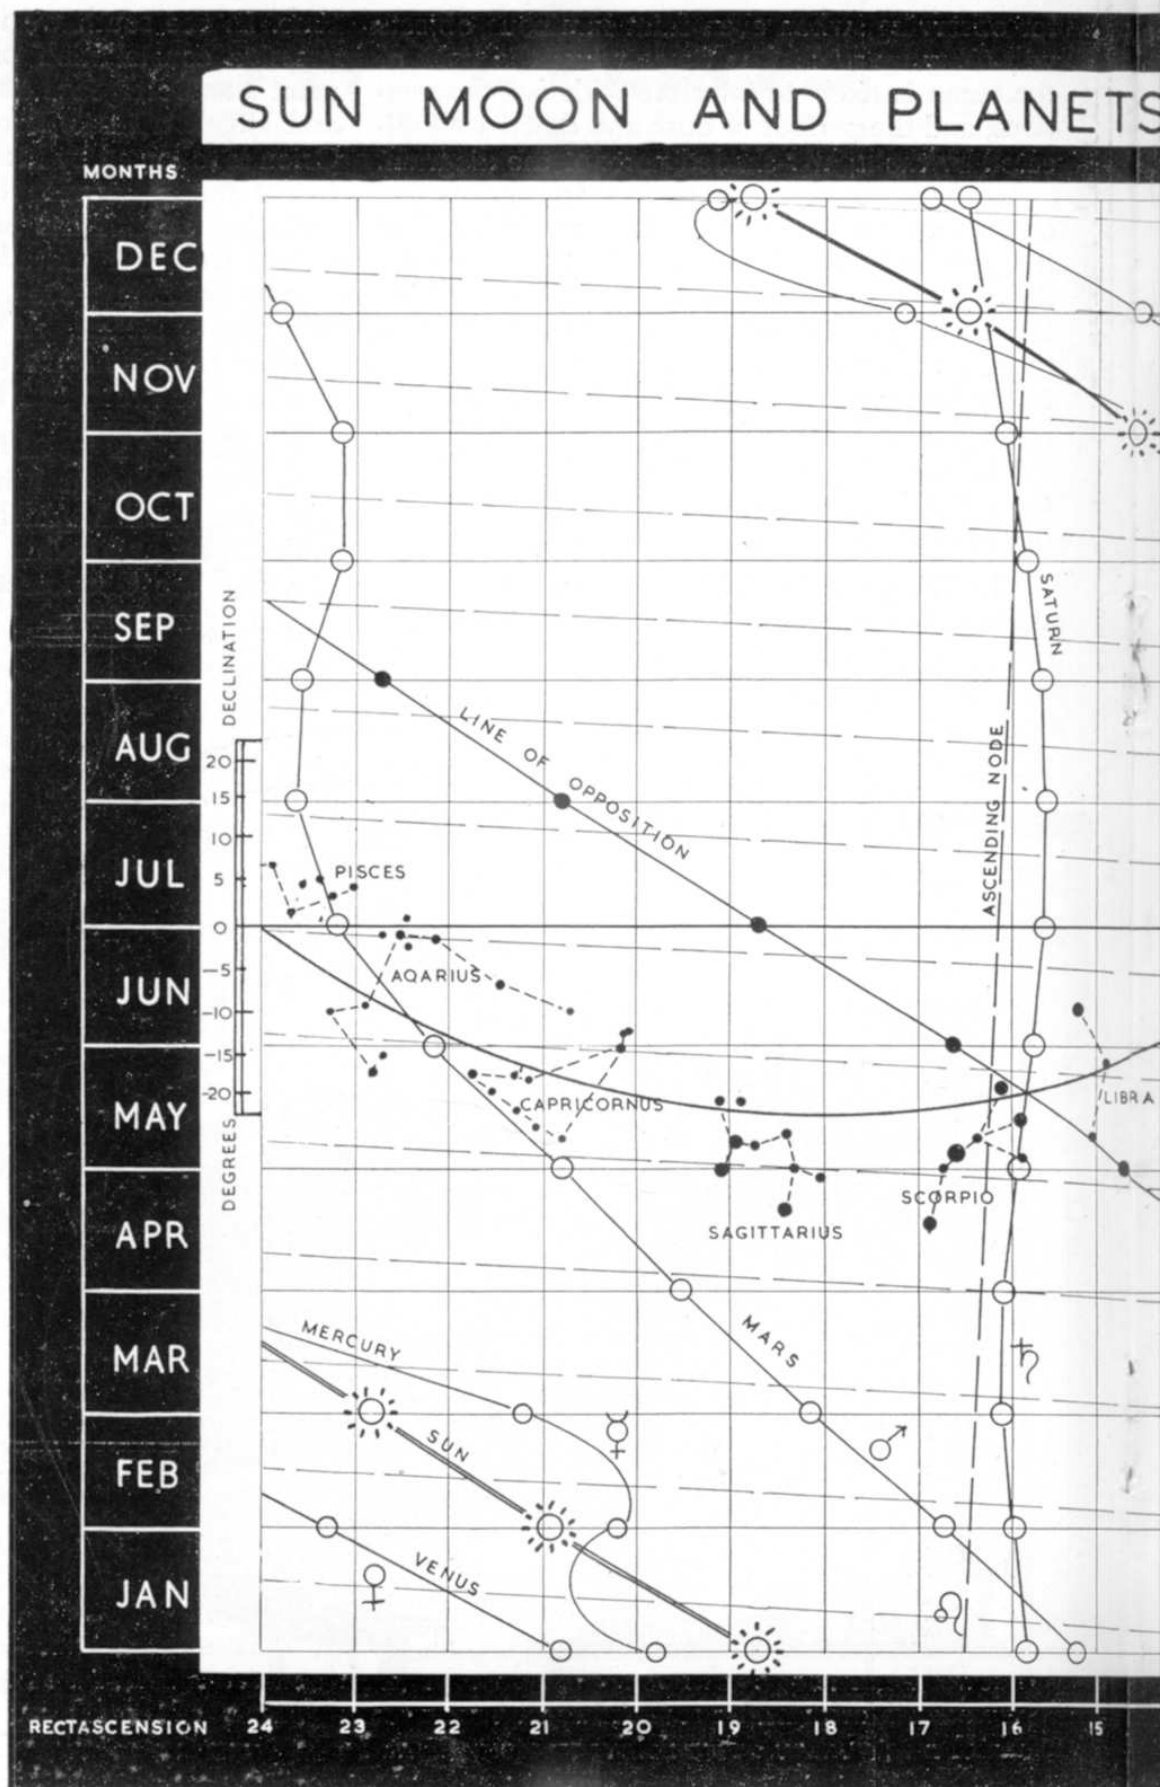 SUN MOON AND PLANETS
MONTHS
DEC
NOV
OCT
SEP
AUG
JUL
JUN
MAY
APR
MAR
FEB
JAN
DECLINATION
20
15
10
5
0
-5
-10
-15
-20
DEGREES
SATURN
LINE OF OPPOSITION
ASCENDING NODE
PISCES
AQARIUS
CAPRICORNUS
LIBRA
SCORPIO
SAGITTARIUS
MARS
MERCURY
SUN
VENUS
♄
☿
♂
♀
☊
RECTASCENSION 24 23 22 21 20 19 18 17 16 15